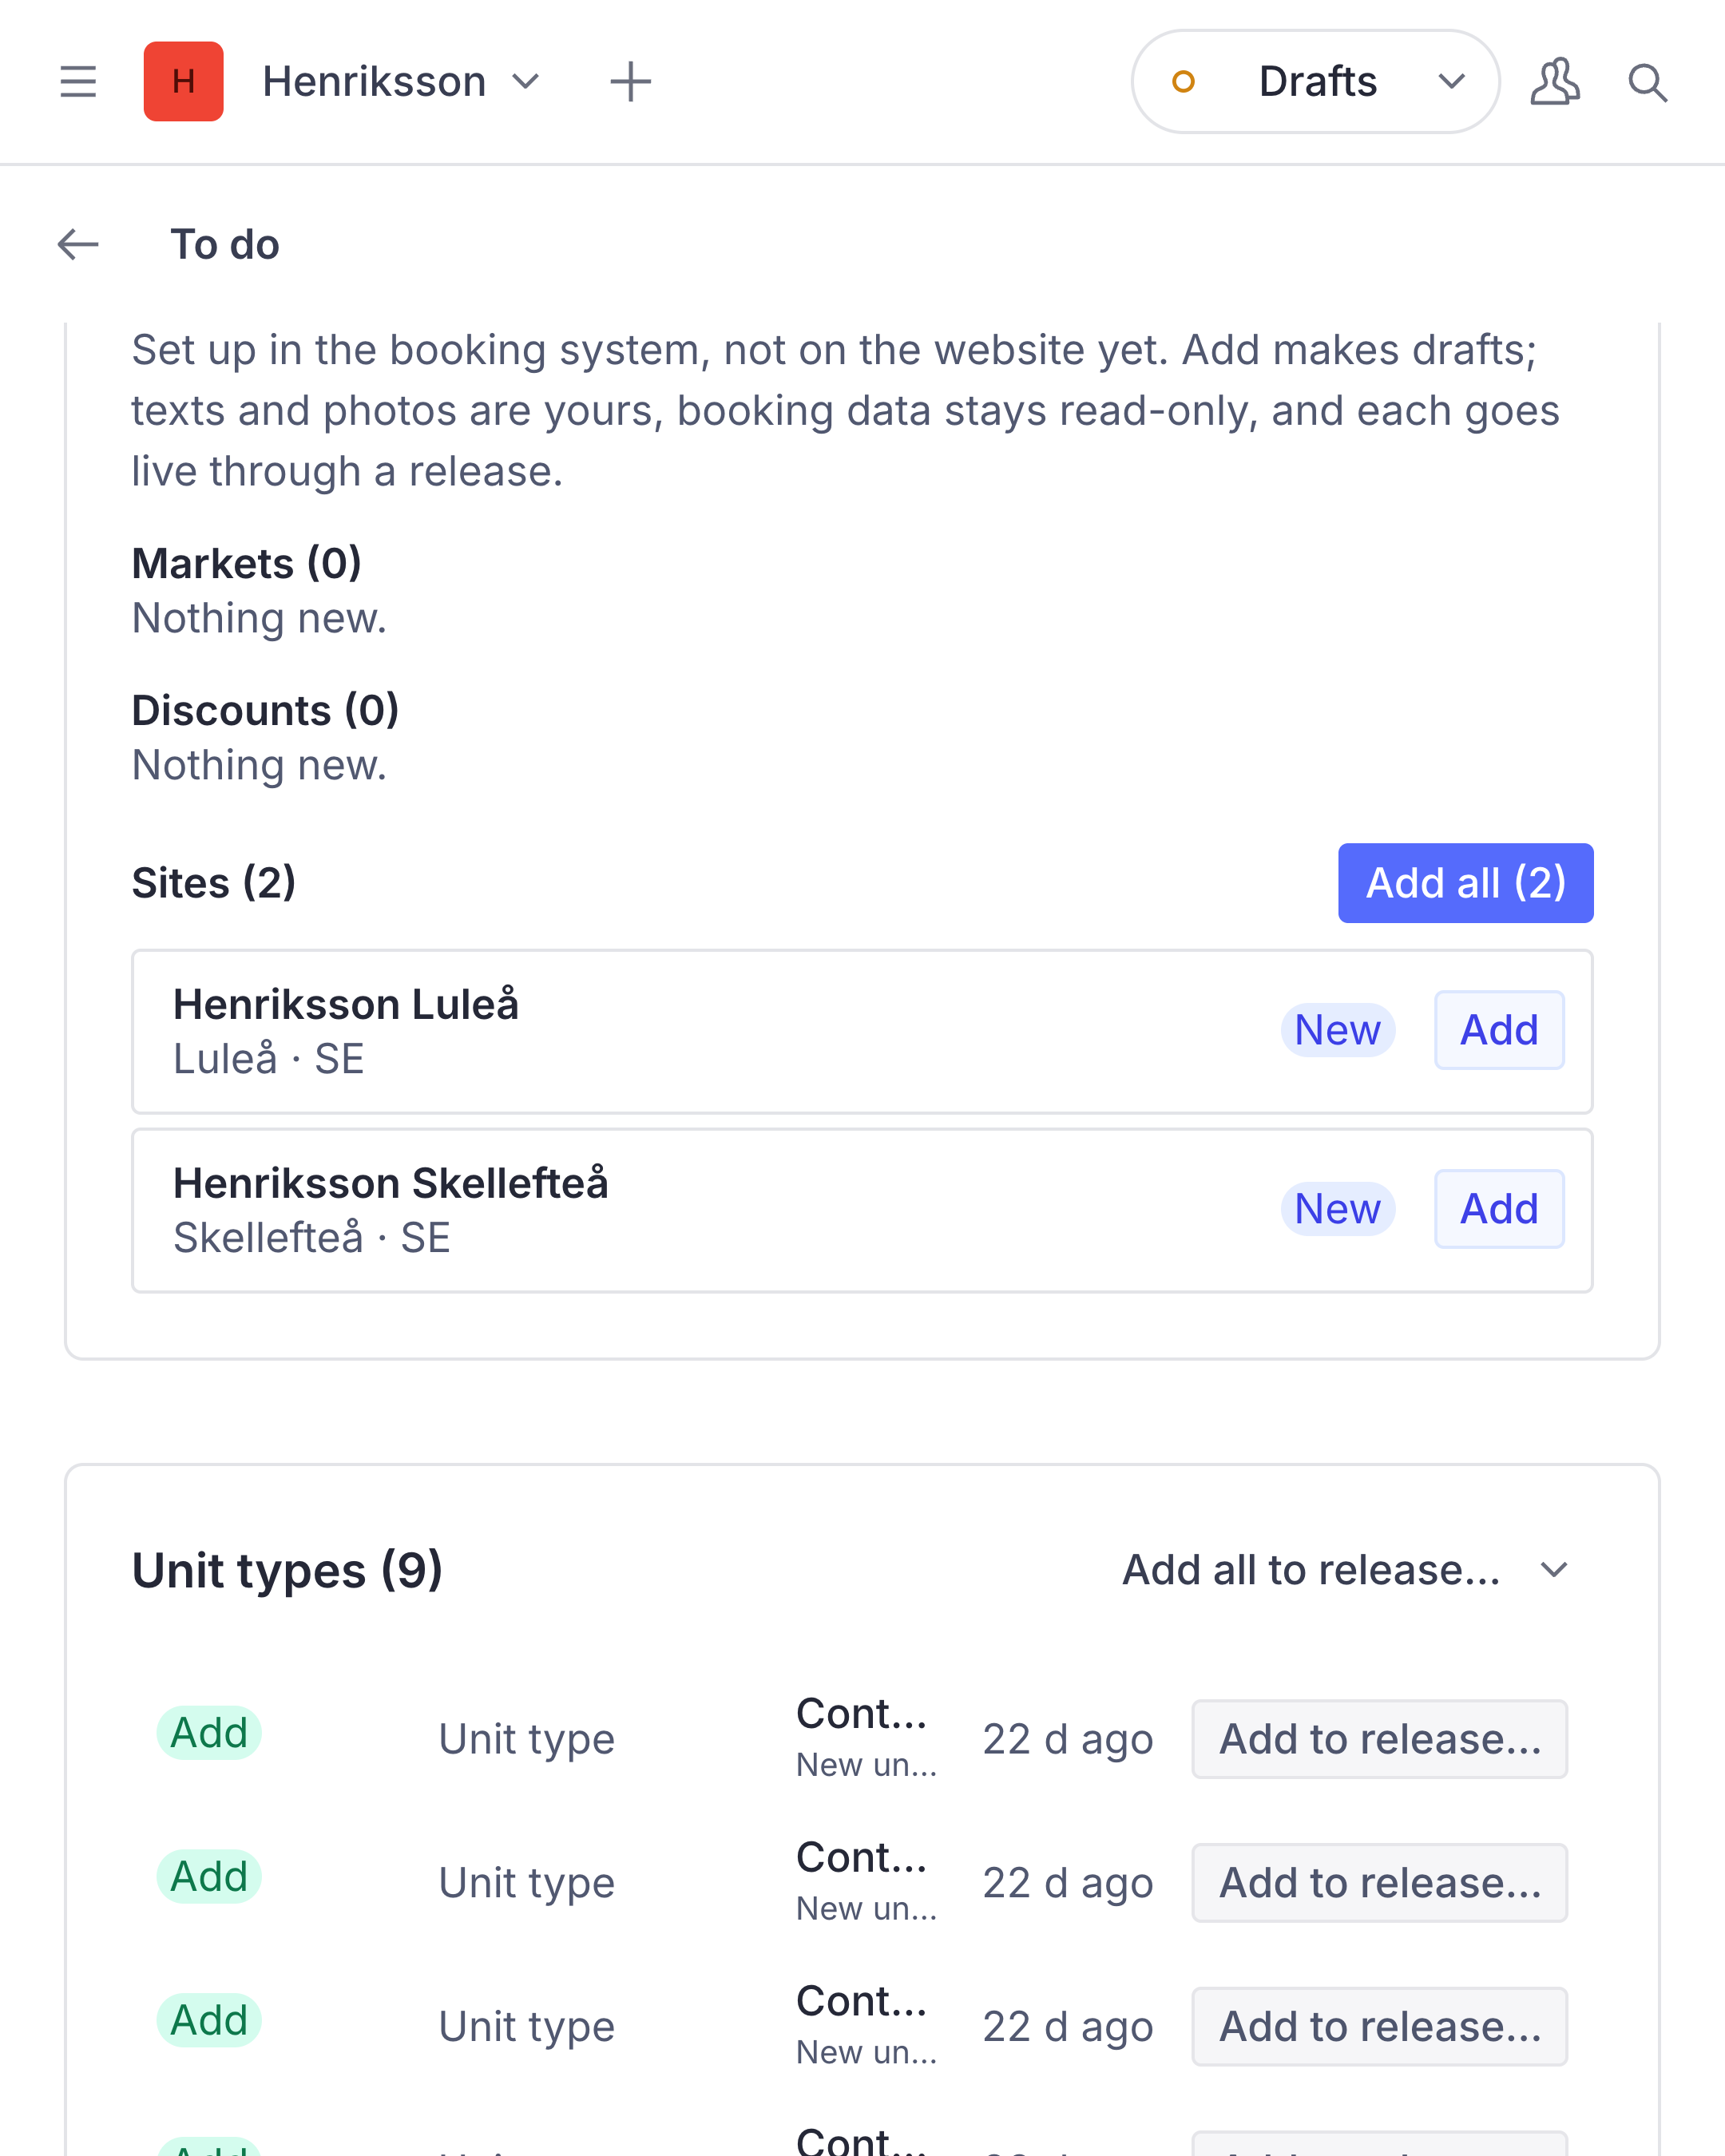 H Henriksson Drafts
To do
Set up in the booking system, not on the website yet. Add makes drafts;
texts and photos are yours, booking data stays read-only, and each goes
live through a release.
Markets (0)
Nothing new.
Discounts (0)
Nothing new.
Sites (2) Add all (2)
Henriksson Luleå
Luleå · SE
New Add
Henriksson Skellefteå
Skellefteå · SE
New Add
Unit types (9) Add all to release...
Add Unit type Cont... 22 d ago Add to release...
New un...
Add Unit type Cont... 22 d ago Add to release...
New un...
Add Unit type Cont... 22 d ago Add to release...
New un...
Cont...